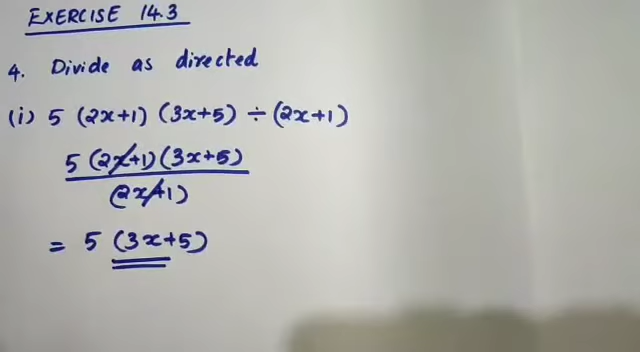 EXERCISE 14.3
4. Divide as directed
(i) 5 (2x+1) (3x+5) ÷ (2x+1)
5 (2x+1) (3x+5)
(2x+1)
= 5 (3x+5)